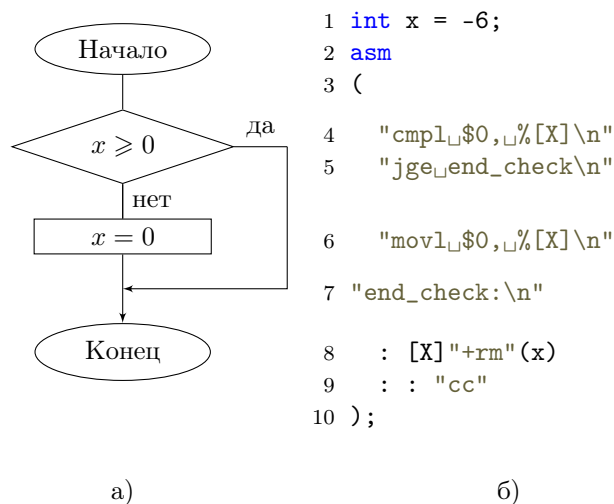 Начало
x ⩾ 0
да
нет
x = 0
Конец
а)
1 int x = -6;
2 asm
3 (
4 "cmpl␣$0,␣%[X]\n"
5 "jge␣end_check\n"
6 "movl␣$0,␣%[X]\n"
7 "end_check:\n"
8 : [X]"+rm"(x)
9 : : "cc"
10 );
б)